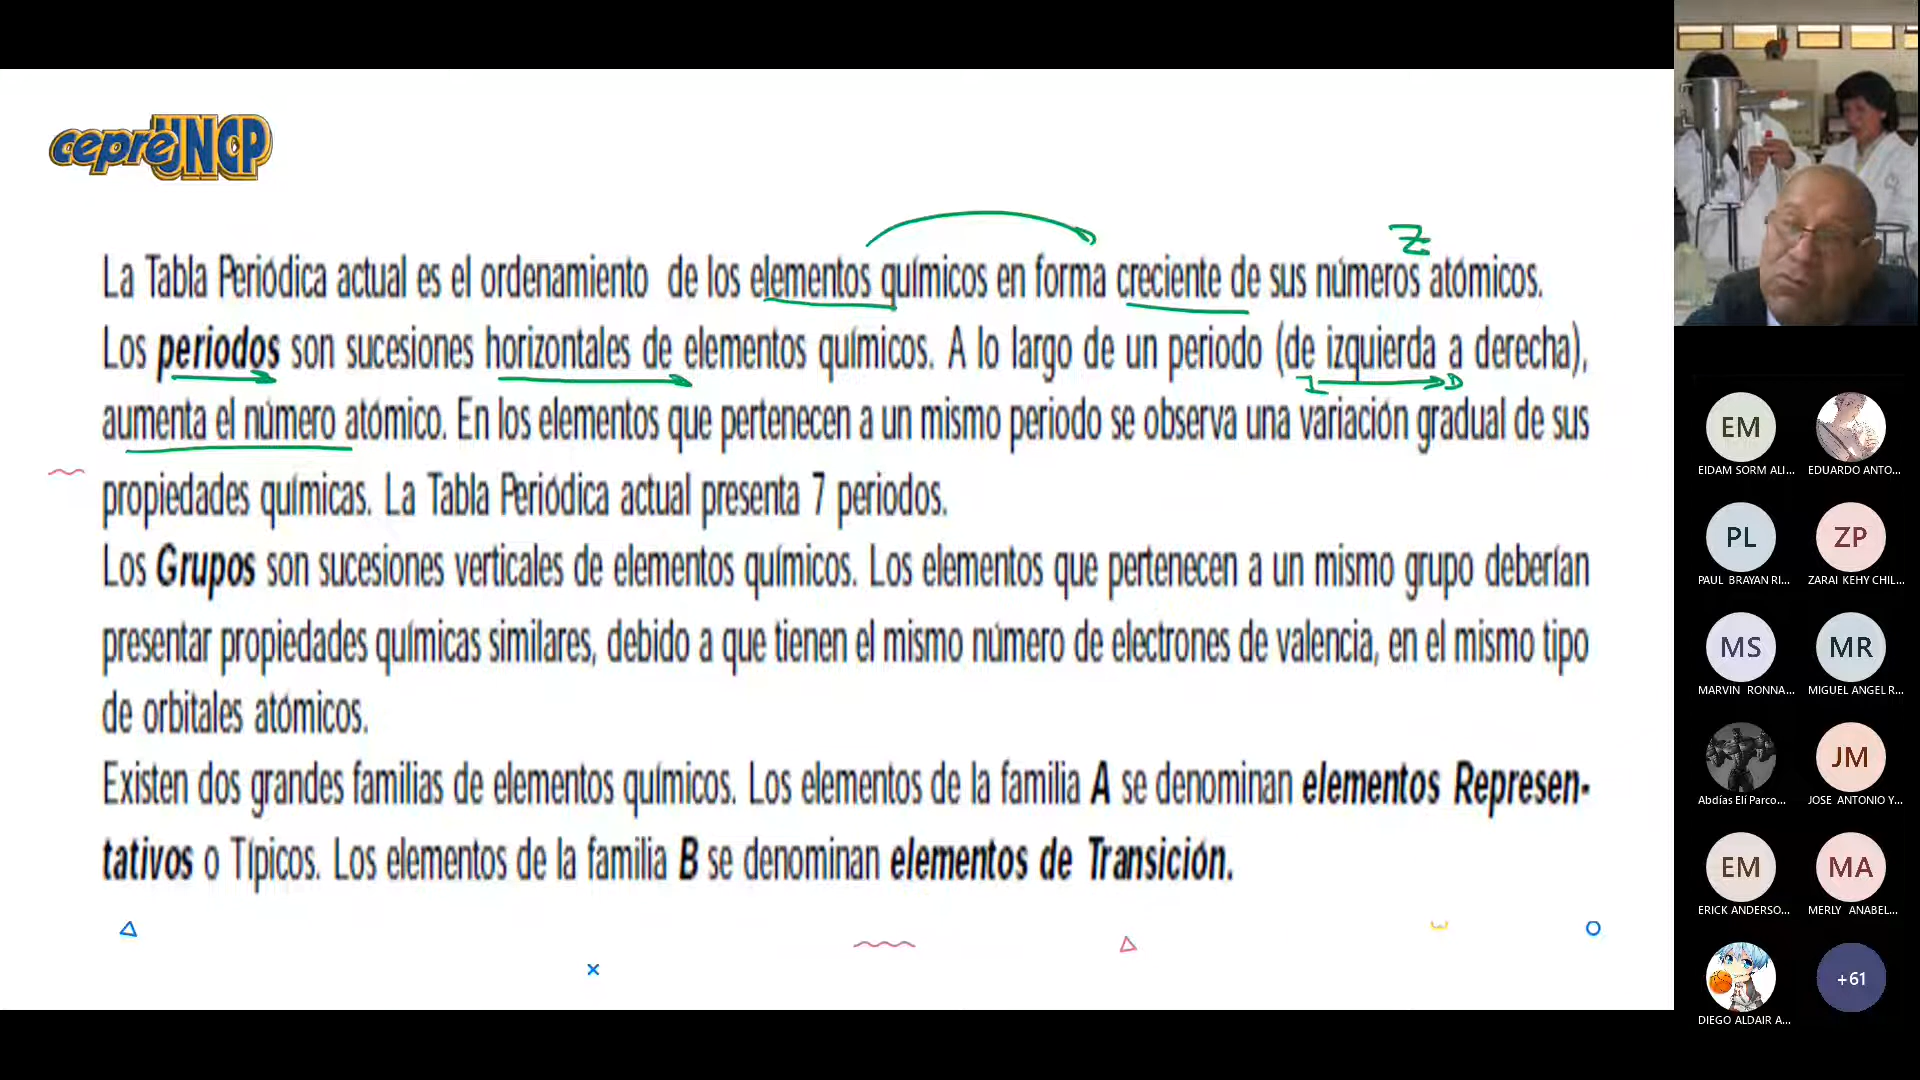 cepreUNCP
Z
La Tabla Periódica actual es el ordenamiento de los elementos químicos en forma creciente de sus números atómicos.
Los periodos son sucesiones horizontales de elementos químicos. A lo largo de un periodo (de izquierda a derecha),
I D
aumenta el número atómico. En los elementos que pertenecen a un mismo periodo se observa una variación gradual de sus
propiedades químicas. La Tabla Periódica actual presenta 7 periodos.
Los Grupos son sucesiones verticales de elementos químicos. Los elementos que pertenecen a un mismo grupo deberían
presentar propiedades químicas similares, debido a que tienen el mismo número de electrones de valencia, en el mismo tipo
de orbitales atómicos.
Existen dos grandes familias de elementos químicos. Los elementos de la familia A se denominan elementos Represen-
tativos o Típicos. Los elementos de la familia B se denominan elementos de Transición.
EM
EIDAM SORM ALI... EDUARDO ANTO...
PL ZP
PAUL BRAYAN RI... ZARAI KEHY CHIL...
MS MR
MARVIN RONNA... MIGUEL ANGEL R...
JM
Abdías Elí Parco... JOSE ANTONIO Y...
EM MA
ERICK ANDERSO... MERLY ANABEL...
+61
DIEGO ALDAIR A...